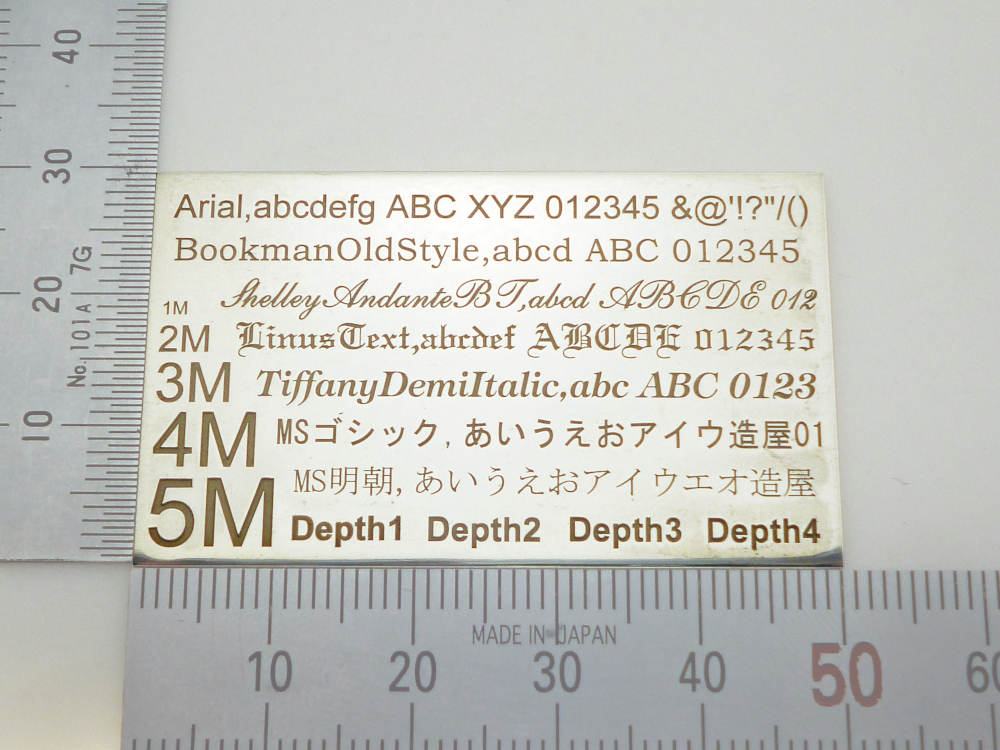 40
30
20
10
No.101A 7G
Arial,abcdefg ABC XYZ 012345 &@'!?"/()
BookmanOldStyle,abcd ABC 012345
1M ShelleyAndanteBT,abcd ABCDE 012
2M LinusText,abcdef ABCDE 012345
3M TiffanyDemiItalic,abc ABC 0123
4M MSゴシック,あいうえおアイウ造屋01
5M MS明朝,あいうえおアイウエオ造屋
Depth1 Depth2 Depth3 Depth4
MADE IN JAPAN
10 20 30 40 50 60